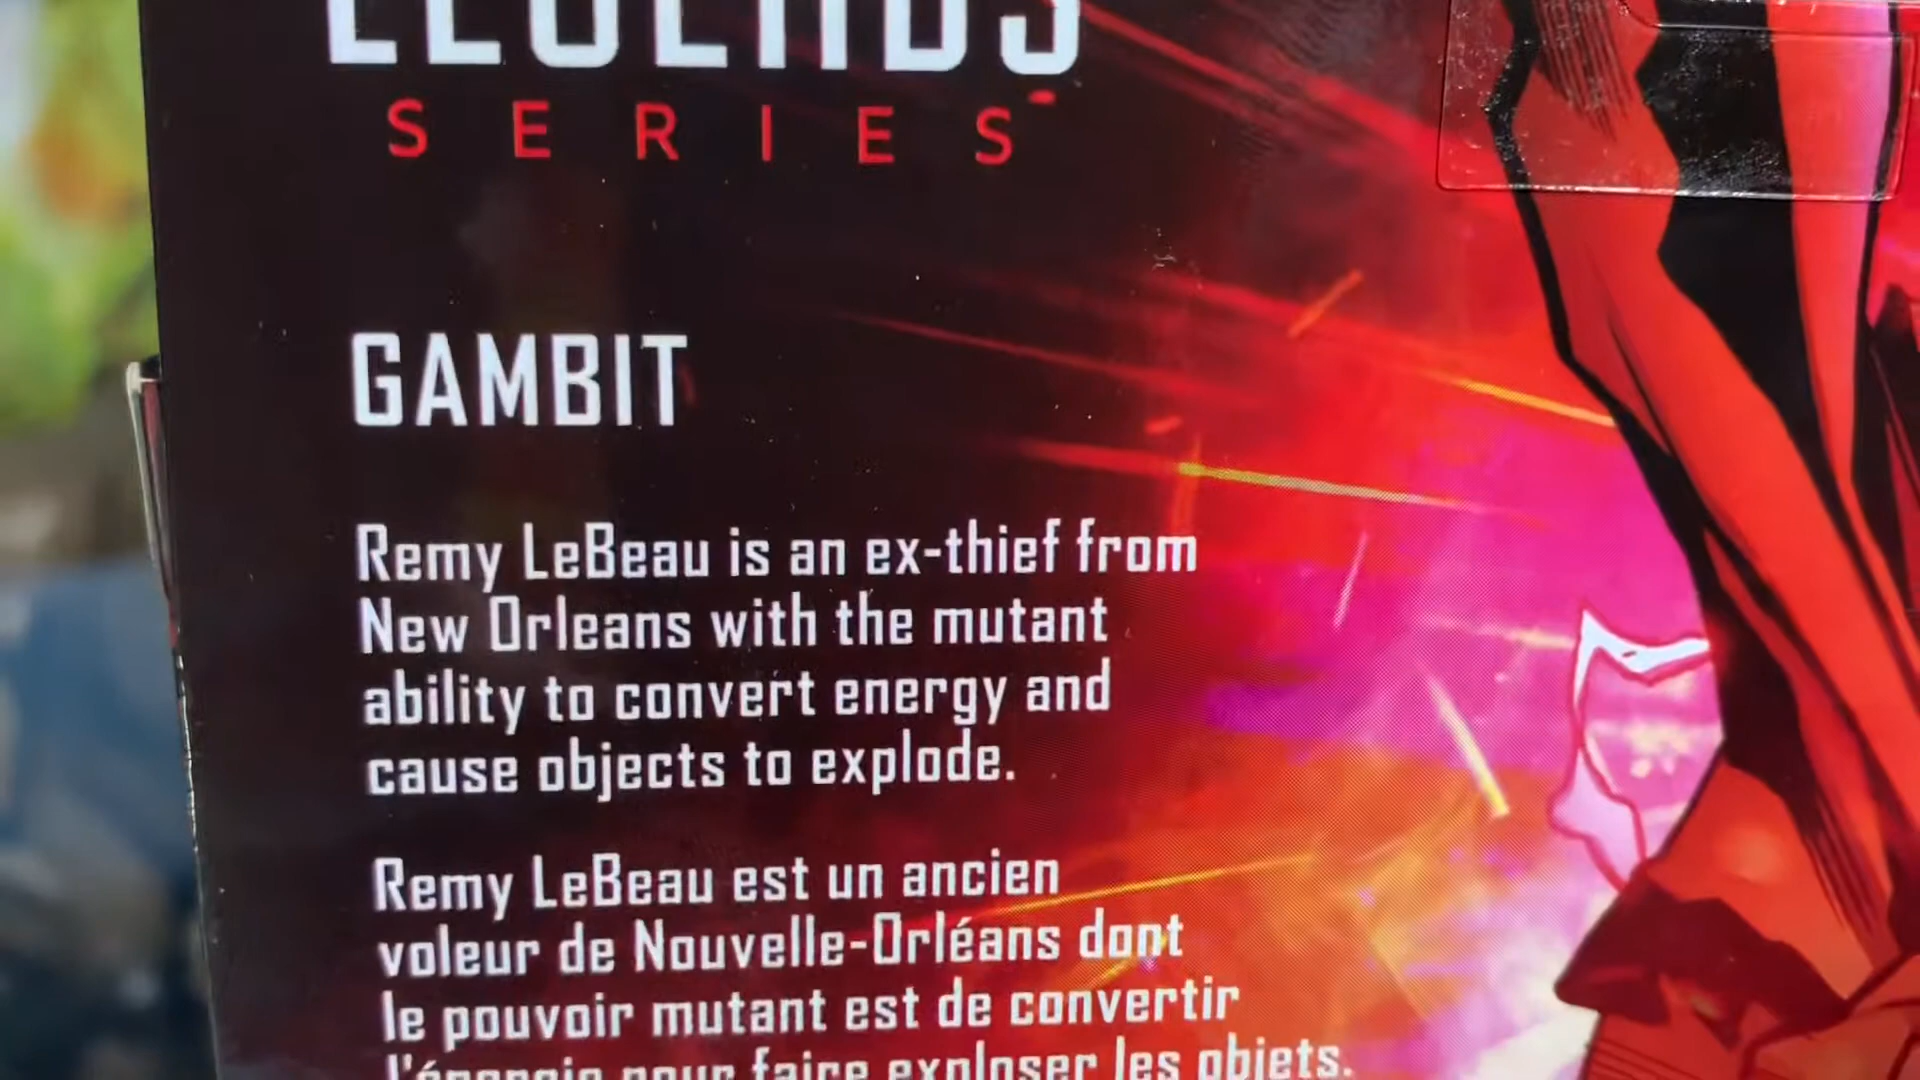 LEGENDS
SERIES
GAMBIT
Remy LeBeau is an ex-thief from
New Orleans with the mutant
ability to convert energy and
cause objects to explode.
Remy LeBeau est un ancien
voleur de Nouvelle-Orléans dont
le pouvoir mutant est de convertir
l'énergie pour faire exploser les objets.